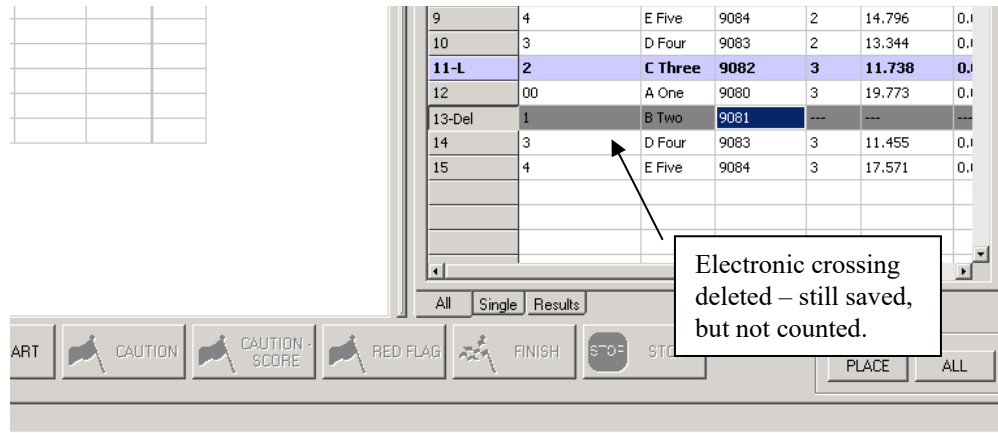 9 4 E Five 9084 2 14.796
10 3 D Four 9083 2 13.344
11-L 2 C Three 9082 3 11.738
12 00 A One 9080 3 19.773
13-Del 1 B Two 9081 --- --- ---
14 3 D Four 9083 3 11.455
15 4 E Five 9084 3 17.571
Electronic crossing
deleted – still saved,
but not counted.
All Single Results
ART CAUTION CAUTION - RED FLAG FINISH STOP
SCORE
PLACE ALL